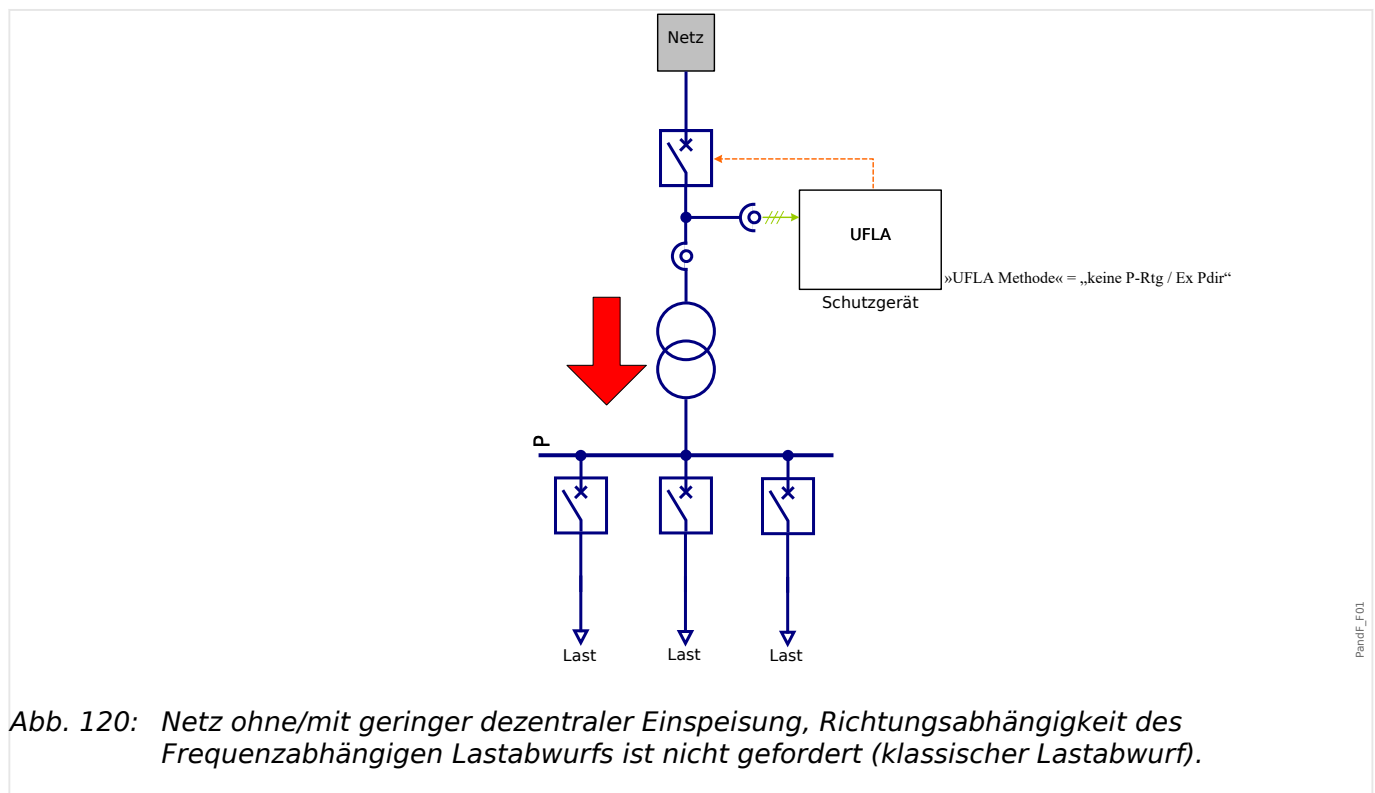 Netz
UFLA
»UFLA Methode« = „keine P-Rtg / Ex Pdir“
Schutzgerät
P
Last
Last
Last
PandF_F01
Abb. 120: Netz ohne/mit geringer dezentraler Einspeisung, Richtungsabhängigkeit des
Frequenzabhängigen Lastabwurfs ist nicht gefordert (klassischer Lastabwurf).